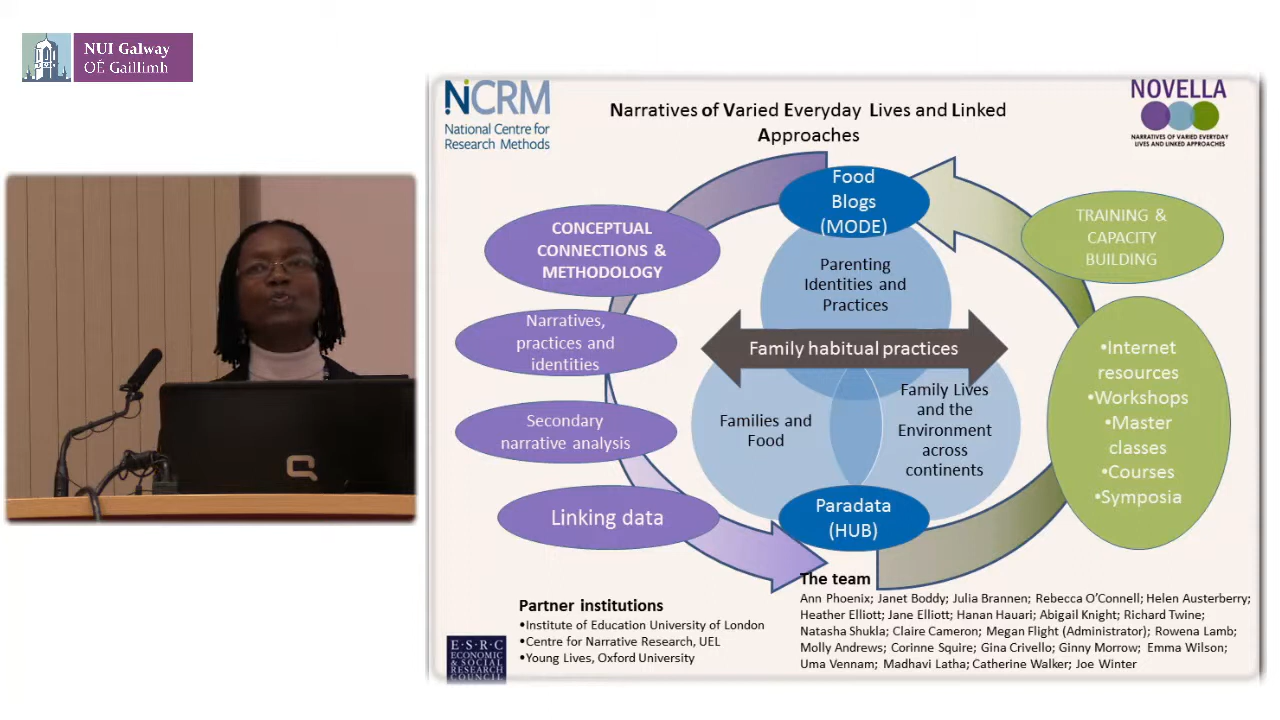 NUI Galway
OÉ Gaillimh
NCRM
National Centre for
Research Methods
Narratives of Varied Everyday Lives and Linked
Approaches
NOVELLA
NARRATIVES OF VARIED EVERYDAY
LIVES AND LINKED APPROACHES
Food
Blogs
(MODE)
CONCEPTUAL
CONNECTIONS &
METHODOLOGY
TRAINING &
CAPACITY
BUILDING
Parenting
Identities and
Practices
Narratives,
practices and
identities
Family habitual practices
•Internet
resources
•Workshops
•Master
classes
•Courses
•Symposia
Secondary
narrative analysis
Families and
Food
Family Lives
and the
Environment
across
continents
Linking data
Paradata
(HUB)
Partner institutions
•Institute of Education University of London
•Centre for Narrative Research, UEL
•Young Lives, Oxford University
The team
Ann Phoenix; Janet Boddy; Julia Brannen; Rebecca O'Connell; Helen Austerberry;
Heather Elliott; Jane Elliott; Hanan Hauari; Abigail Knight; Richard Twine;
Natasha Shukla; Claire Cameron; Megan Flight (Administrator); Rowena Lamb;
Molly Andrews; Corinne Squire; Gina Crivello; Ginny Morrow; Emma Wilson;
Uma Vennam; Madhavi Latha; Catherine Walker; Joe Winter
E·S·R·C
ECONOMIC
& SOCIAL
RESEARCH
COUNCIL